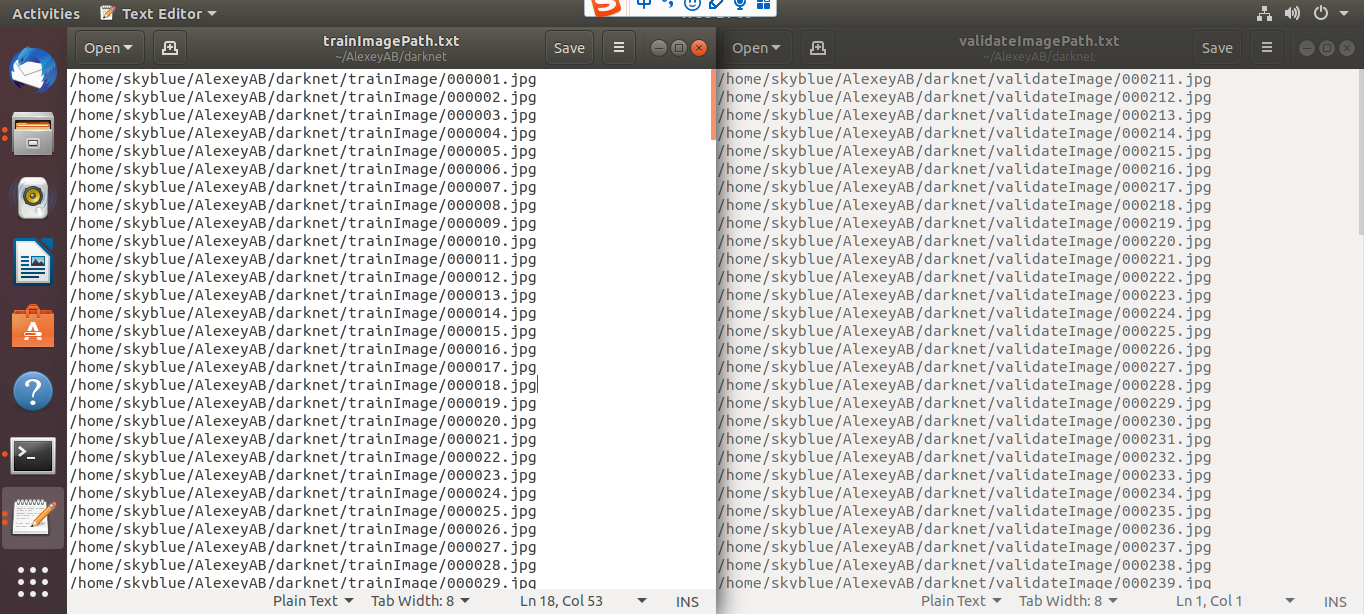 Activities Text Editor
中
Open trainImagePath.txt Save
~/AlexeyAB/darknet
/home/skyblue/AlexeyAB/darknet/trainImage/000001.jpg
/home/skyblue/AlexeyAB/darknet/trainImage/000002.jpg
/home/skyblue/AlexeyAB/darknet/trainImage/000003.jpg
/home/skyblue/AlexeyAB/darknet/trainImage/000004.jpg
/home/skyblue/AlexeyAB/darknet/trainImage/000005.jpg
/home/skyblue/AlexeyAB/darknet/trainImage/000006.jpg
/home/skyblue/AlexeyAB/darknet/trainImage/000007.jpg
/home/skyblue/AlexeyAB/darknet/trainImage/000008.jpg
/home/skyblue/AlexeyAB/darknet/trainImage/000009.jpg
/home/skyblue/AlexeyAB/darknet/trainImage/000010.jpg
/home/skyblue/AlexeyAB/darknet/trainImage/000011.jpg
/home/skyblue/AlexeyAB/darknet/trainImage/000012.jpg
/home/skyblue/AlexeyAB/darknet/trainImage/000013.jpg
/home/skyblue/AlexeyAB/darknet/trainImage/000014.jpg
/home/skyblue/AlexeyAB/darknet/trainImage/000015.jpg
/home/skyblue/AlexeyAB/darknet/trainImage/000016.jpg
/home/skyblue/AlexeyAB/darknet/trainImage/000017.jpg
/home/skyblue/AlexeyAB/darknet/trainImage/000018.jpg
/home/skyblue/AlexeyAB/darknet/trainImage/000019.jpg
/home/skyblue/AlexeyAB/darknet/trainImage/000020.jpg
/home/skyblue/AlexeyAB/darknet/trainImage/000021.jpg
/home/skyblue/AlexeyAB/darknet/trainImage/000022.jpg
/home/skyblue/AlexeyAB/darknet/trainImage/000023.jpg
/home/skyblue/AlexeyAB/darknet/trainImage/000024.jpg
/home/skyblue/AlexeyAB/darknet/trainImage/000025.jpg
/home/skyblue/AlexeyAB/darknet/trainImage/000026.jpg
/home/skyblue/AlexeyAB/darknet/trainImage/000027.jpg
/home/skyblue/AlexeyAB/darknet/trainImage/000028.jpg
/home/skyblue/AlexeyAB/darknet/trainImage/000029.jpg
Plain Text Tab Width: 8 Ln 18, Col 53 INS
Open validateImagePath.txt Save
~/AlexeyAB/darknet
/home/skyblue/AlexeyAB/darknet/validateImage/000211.jpg
/home/skyblue/AlexeyAB/darknet/validateImage/000212.jpg
/home/skyblue/AlexeyAB/darknet/validateImage/000213.jpg
/home/skyblue/AlexeyAB/darknet/validateImage/000214.jpg
/home/skyblue/AlexeyAB/darknet/validateImage/000215.jpg
/home/skyblue/AlexeyAB/darknet/validateImage/000216.jpg
/home/skyblue/AlexeyAB/darknet/validateImage/000217.jpg
/home/skyblue/AlexeyAB/darknet/validateImage/000218.jpg
/home/skyblue/AlexeyAB/darknet/validateImage/000219.jpg
/home/skyblue/AlexeyAB/darknet/validateImage/000220.jpg
/home/skyblue/AlexeyAB/darknet/validateImage/000221.jpg
/home/skyblue/AlexeyAB/darknet/validateImage/000222.jpg
/home/skyblue/AlexeyAB/darknet/validateImage/000223.jpg
/home/skyblue/AlexeyAB/darknet/validateImage/000224.jpg
/home/skyblue/AlexeyAB/darknet/validateImage/000225.jpg
/home/skyblue/AlexeyAB/darknet/validateImage/000226.jpg
/home/skyblue/AlexeyAB/darknet/validateImage/000227.jpg
/home/skyblue/AlexeyAB/darknet/validateImage/000228.jpg
/home/skyblue/AlexeyAB/darknet/validateImage/000229.jpg
/home/skyblue/AlexeyAB/darknet/validateImage/000230.jpg
/home/skyblue/AlexeyAB/darknet/validateImage/000231.jpg
/home/skyblue/AlexeyAB/darknet/validateImage/000232.jpg
/home/skyblue/AlexeyAB/darknet/validateImage/000233.jpg
/home/skyblue/AlexeyAB/darknet/validateImage/000234.jpg
/home/skyblue/AlexeyAB/darknet/validateImage/000235.jpg
/home/skyblue/AlexeyAB/darknet/validateImage/000236.jpg
/home/skyblue/AlexeyAB/darknet/validateImage/000237.jpg
/home/skyblue/AlexeyAB/darknet/validateImage/000238.jpg
/home/skyblue/AlexeyAB/darknet/validateImage/000239.jpg
Plain Text Tab Width: 8 Ln 1, Col 1 INS